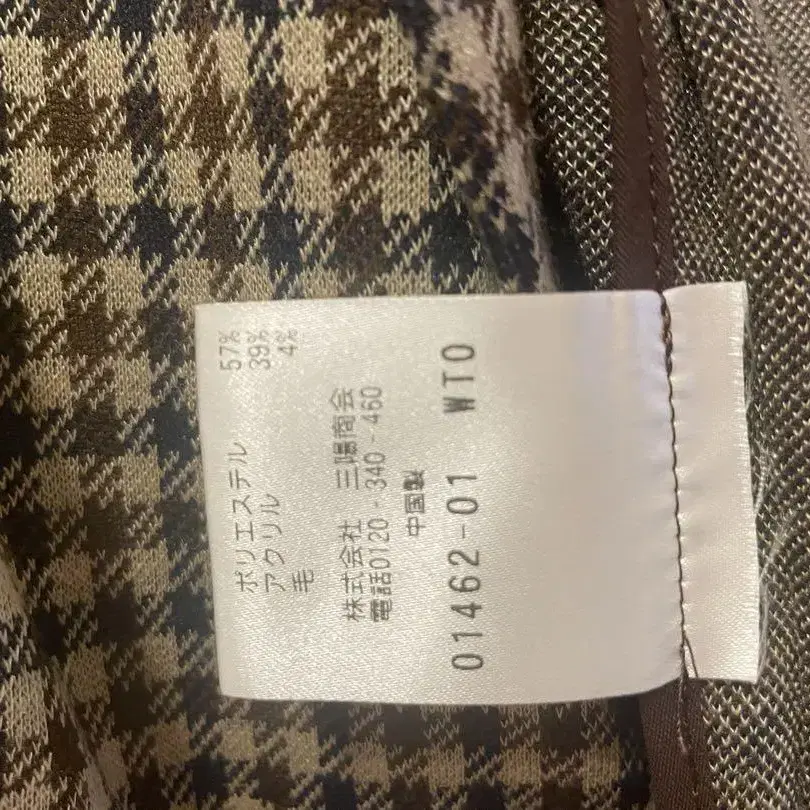 ポリエステル 57%
アクリル 39%
毛 4%
株式会社 三陽商会
電話0120-340-460
中国製
01462-01 WTO